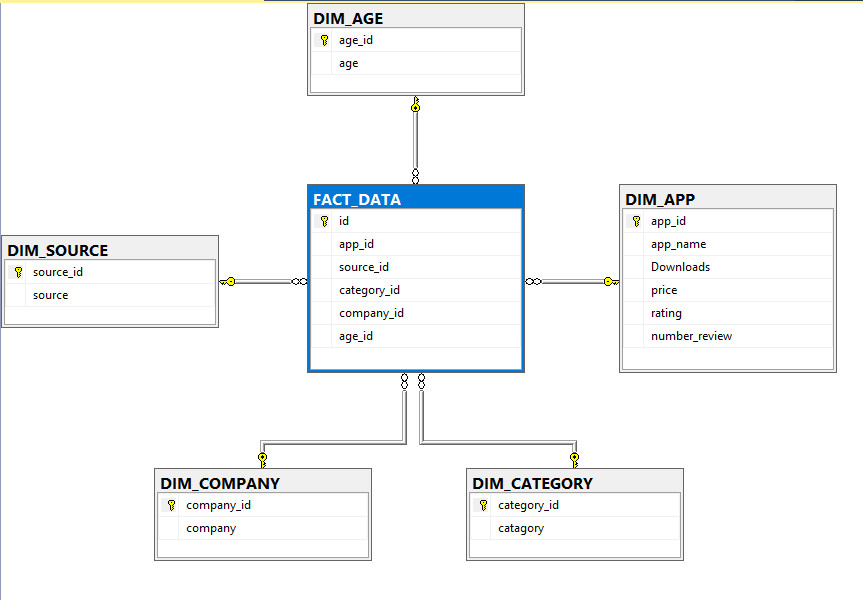 DIM_AGE
age_id
age
FACT_DATA
id
app_id
source_id
category_id
company_id
age_id
DIM_APP
app_id
app_name
Downloads
price
rating
number_review
DIM_SOURCE
source_id
source
DIM_COMPANY
company_id
company
DIM_CATEGORY
category_id
catagory